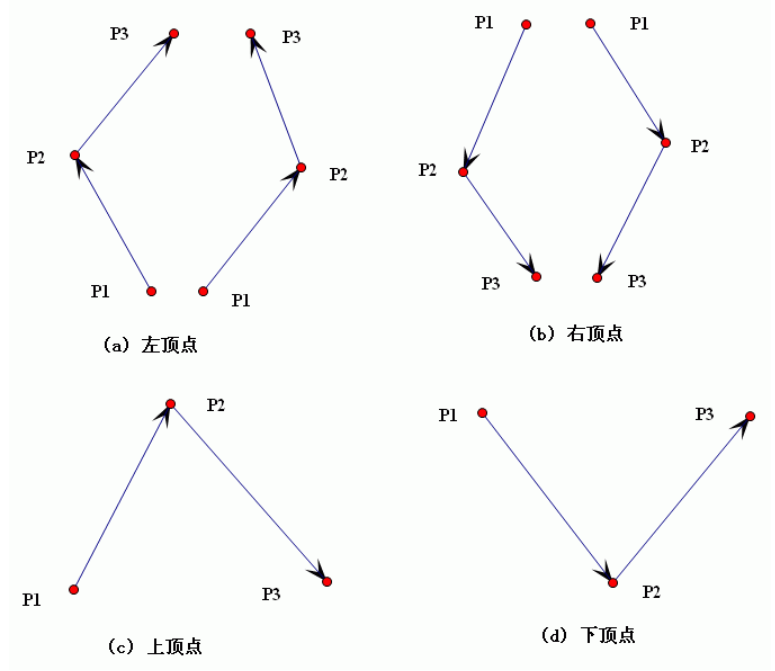 P3 P3
P2 P2
P1 P1
(a) 左顶点
P1 P1
P2 P2
P3 P3
(b) 右顶点
P2
P1 P3
(c) 上顶点
P1 P3
P2
(d) 下顶点